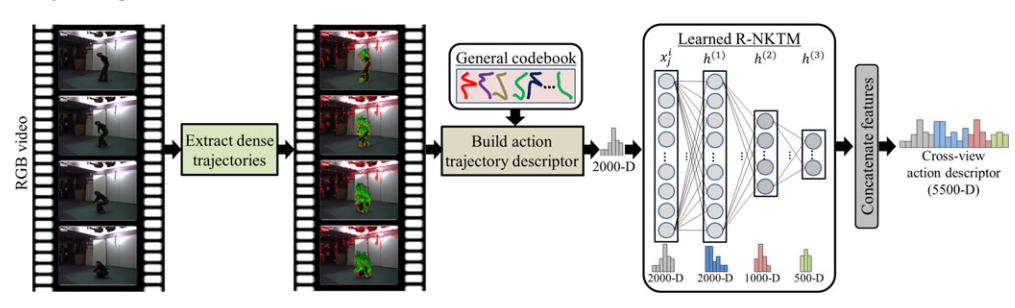 RGB video
Extract dense
trajectories
General codebook
...
Build action
trajectory descriptor
2000-D
Learned R-NKTM
x_j^i h^(1) h^(2) h^(3)
... ... ... ...
... ... ...
2000-D 2000-D 1000-D 500-D
Concatenate features
Cross-view
action descriptor
(5500-D)